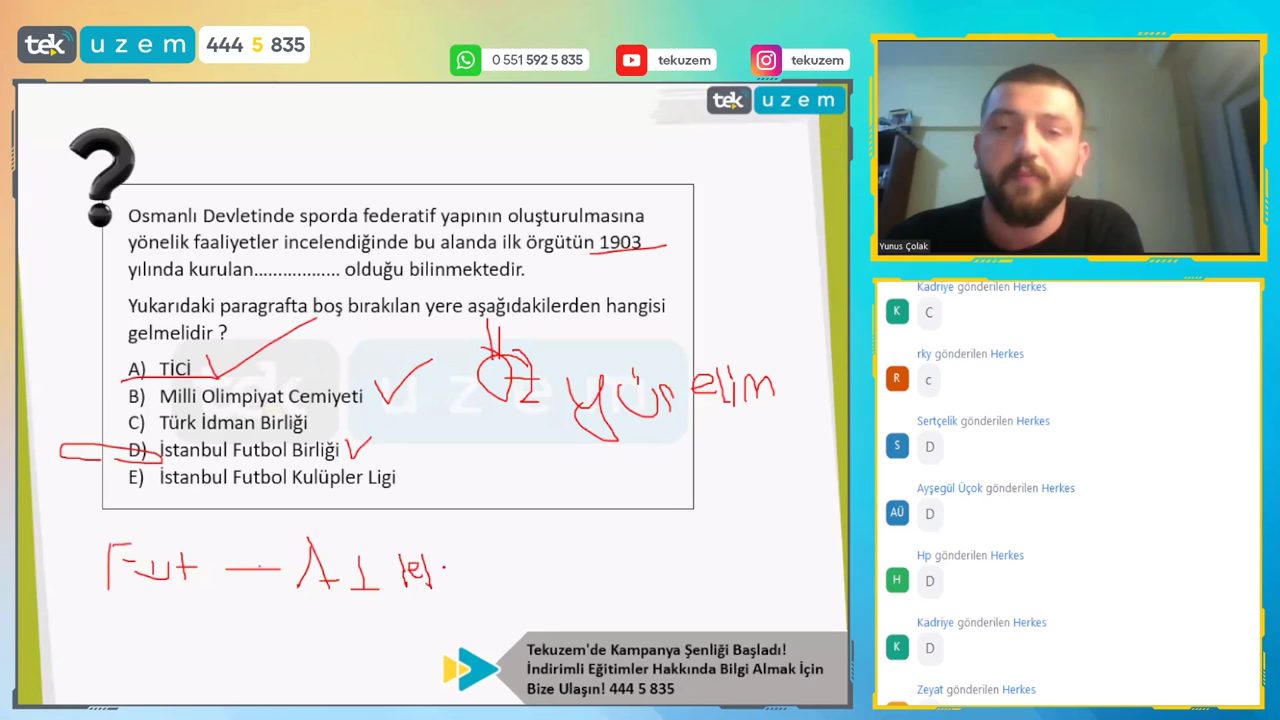 tek uzem 444 5 835
0 551 592 5 835 tekuzem tekuzem
tek uzem
Osmanlı Devletinde sporda federatif yapının oluşturulmasına
yönelik faaliyetler incelendiğinde bu alanda ilk örgütün 1903
yılında kurulan.................. olduğu bilinmektedir.
Yukarıdaki paragrafta boş bırakılan yere aşağıdakilerden hangisi
gelmelidir ?
A) TİCİ
B) Milli Olimpiyat Cemiyeti
C) Türk İdman Birliği
D) İstanbul Futbol Birliği
E) İstanbul Futbol Kulüpler Ligi
Fut
Tekuzem'de Kampanya Şenliği Başladı!
İndirimli Eğitimler Hakkında Bilgi Almak İçin
Bize Ulaşın! 444 5 835
Yunus Çolak
Kadriye gönderilen Herkes
K C
rky gönderilen Herkes
R c
Sertçelik gönderilen Herkes
S D
Ayşegül Üçok gönderilen Herkes
AÜ D
Hp gönderilen Herkes
H D
Kadriye gönderilen Herkes
K D
Zeyat gönderilen Herkes